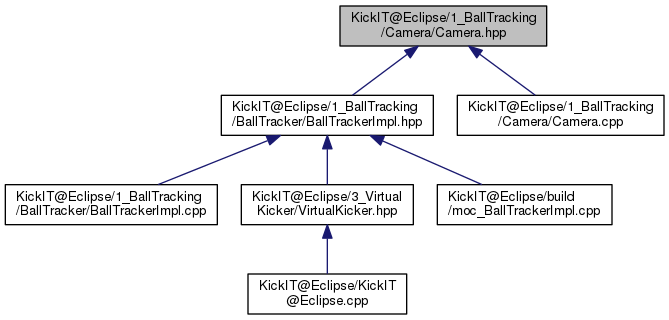 KickIT@Eclipse/1_BallTracking
/Camera/Camera.hpp
KickIT@Eclipse/1_BallTracking
/BallTracker/BallTrackerImpl.hpp
KickIT@Eclipse/1_BallTracking
/Camera/Camera.cpp
KickIT@Eclipse/1_BallTracking
/BallTracker/BallTrackerImpl.cpp
KickIT@Eclipse/3_Virtual
Kicker/VirtualKicker.hpp
KickIT@Eclipse/build
/moc_BallTrackerImpl.cpp
KickIT@Eclipse/KickIT
@Eclipse.cpp